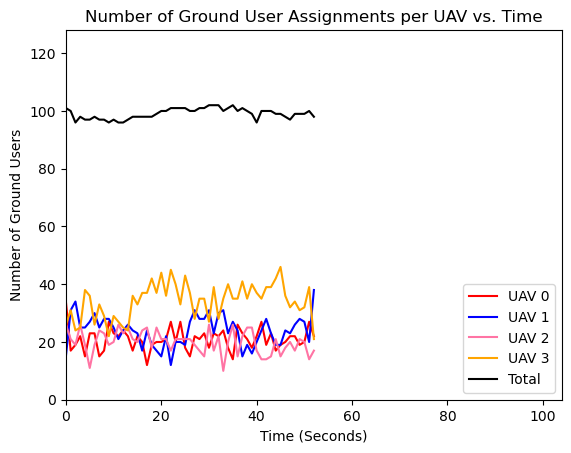 Number of Ground User Assignments per UAV vs. Time
Number of Ground Users
120
100
80
60
40
20
0
0 20 40 60 80 100
Time (Seconds)
UAV 0
UAV 1
UAV 2
UAV 3
Total